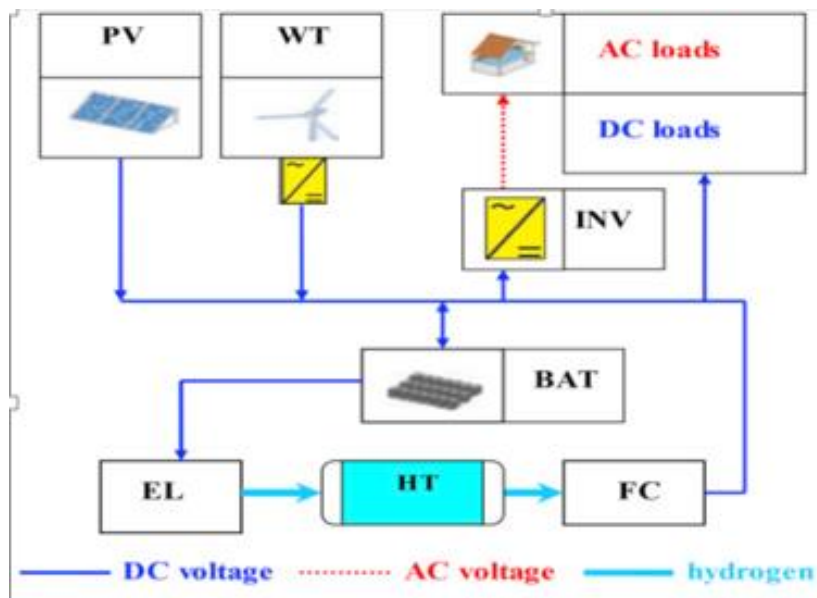 PV
WT
AC loads
DC loads
INV
BAT
EL
HT
FC
DC voltage
AC voltage
hydrogen